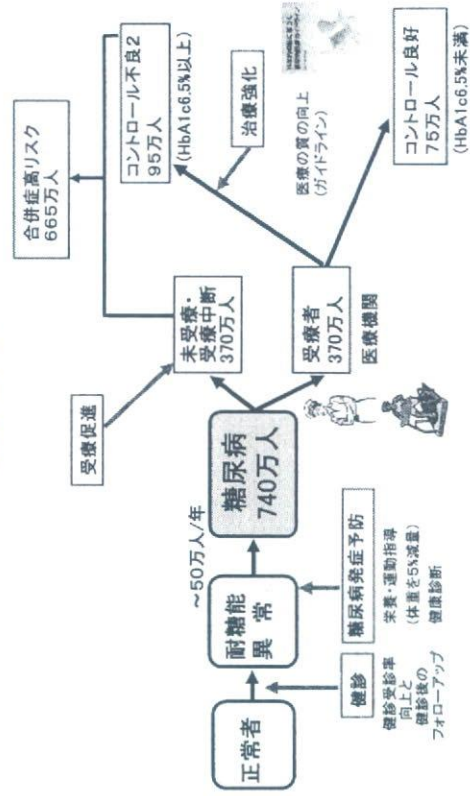 正常者
健診
健診受診率
向上と
健診後の
フォローアップ
耐糖能
異常
糖尿病発症予防
栄養・運動指導
(体重を5%減量)
健康診断
~50万人/年
糖尿病
740万人
受療促進
未受療・
受療中断
370万人
受療者
370万人
医療機関
合併症高リスク
665万人
コントロール不良2
95万人
(HbA1c6.5%以上)
治療強化
医療の質の向上
(ガイドライン)
コントロール良好
75万人
(HbA1c6.5%未満)